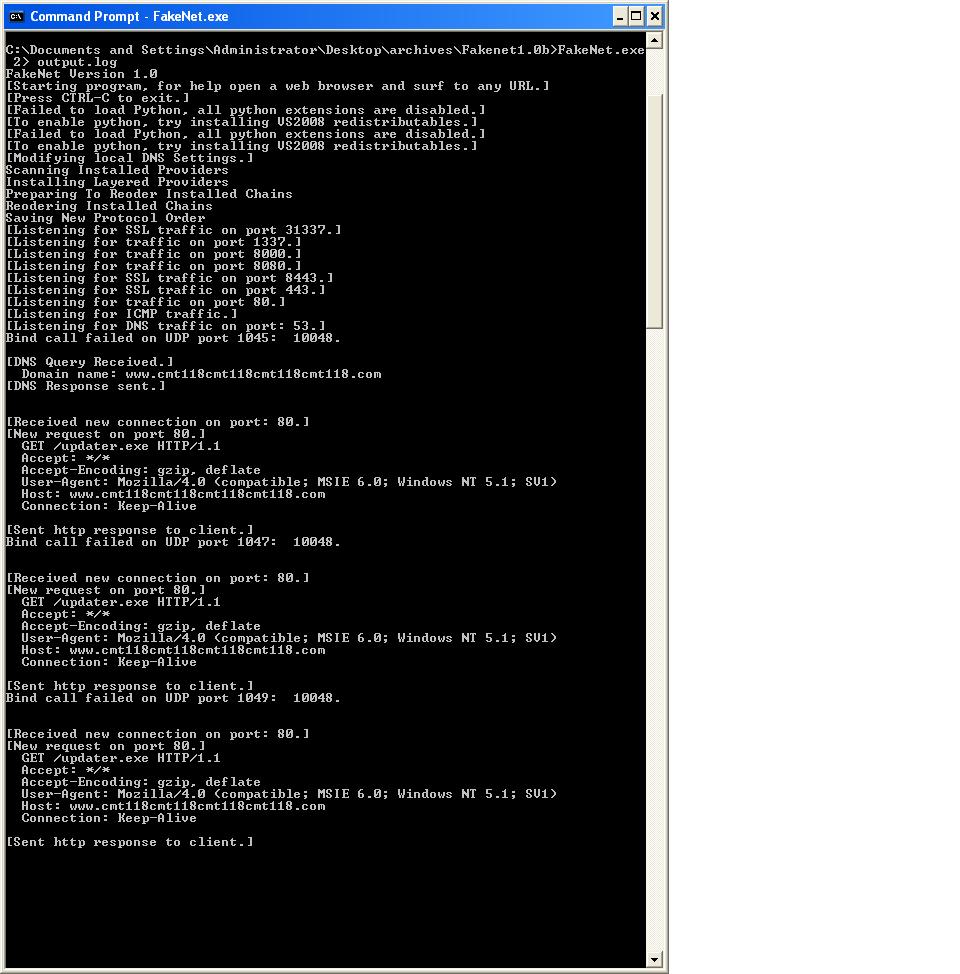 Command Prompt - FakeNet.exe
C:\Documents and Settings\Administrator\Desktop\archives\Fakenet1.0b>FakeNet.exe
 2> output.log
FakeNet Version 1.0
[Starting program, for help open a web browser and surf to any URL.]
[Press CTRL-C to exit.]
[Failed to load Python, all python extensions are disabled.]
[To enable python, try installing VS2008 redistributables.]
[Failed to load Python, all python extensions are disabled.]
[To enable python, try installing VS2008 redistributables.]
[Modifying local DNS Settings.]
Scanning Installed Providers
Installing Layered Providers
Preparing To Reoder Installed Chains
Reodering Installed Chains
Saving New Protocol Order
[Listening for SSL traffic on port 31337.]
[Listening for traffic on port 1337.]
[Listening for traffic on port 8000.]
[Listening for traffic on port 8080.]
[Listening for SSL traffic on port 8443.]
[Listening for SSL traffic on port 443.]
[Listening for traffic on port 80.]
[Listening for ICMP traffic.]
[Listening for DNS traffic on port: 53.]
Bind call failed on UDP port 1045:  10048.
[DNS Query Received.]
  Domain name: www.cmt118cmt118cmt118cmt118.com
[DNS Response sent.]
[Received new connection on port: 80.]
[New request on port 80.]
  GET /updater.exe HTTP/1.1
  Accept: */*
  Accept-Encoding: gzip, deflate
  User-Agent: Mozilla/4.0 (compatible; MSIE 6.0; Windows NT 5.1; SV1)
  Host: www.cmt118cmt118cmt118cmt118.com
  Connection: Keep-Alive
[Sent http response to client.]
Bind call failed on UDP port 1047:  10048.
[Received new connection on port: 80.]
[New request on port 80.]
  GET /updater.exe HTTP/1.1
  Accept: */*
  Accept-Encoding: gzip, deflate
  User-Agent: Mozilla/4.0 (compatible; MSIE 6.0; Windows NT 5.1; SV1)
  Host: www.cmt118cmt118cmt118cmt118.com
  Connection: Keep-Alive
[Sent http response to client.]
Bind call failed on UDP port 1049:  10048.
[Received new connection on port: 80.]
[New request on port 80.]
  GET /updater.exe HTTP/1.1
  Accept: */*
  Accept-Encoding: gzip, deflate
  User-Agent: Mozilla/4.0 (compatible; MSIE 6.0; Windows NT 5.1; SV1)
  Host: www.cmt118cmt118cmt118cmt118.com
  Connection: Keep-Alive
[Sent http response to client.]